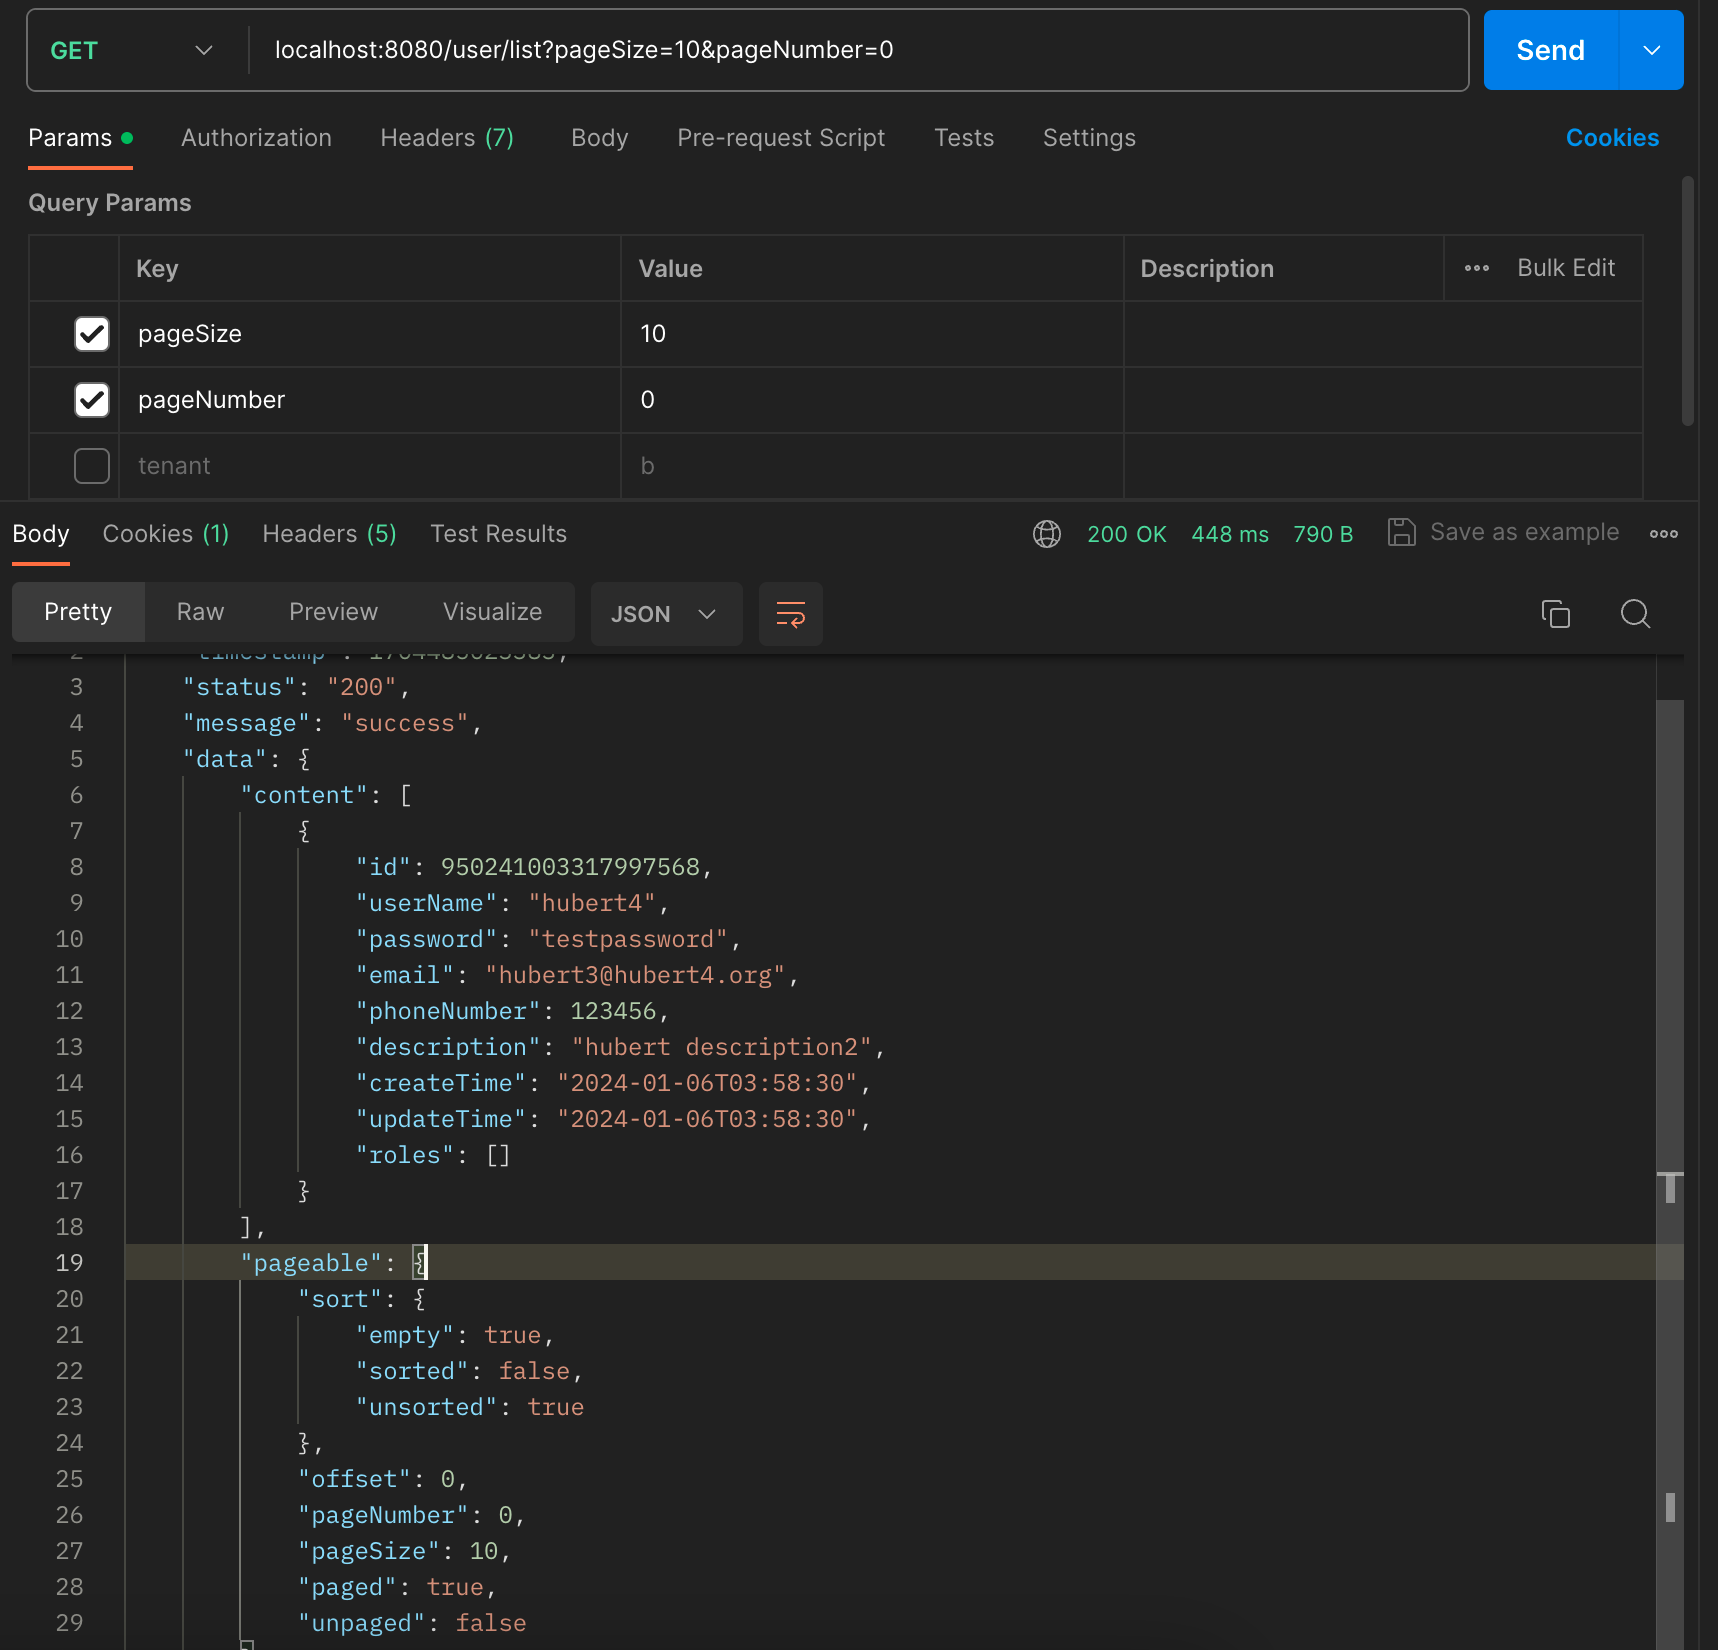 GET localhost:8080/user/list?pageSize=10&pageNumber=0 Send
Params Authorization Headers (7) Body Pre-request Script Tests Settings Cookies
Query Params
Key Value Description Bulk Edit
pageSize 10
pageNumber 0
tenant b
Body Cookies (1) Headers (5) Test Results 200 OK 448 ms 790 B Save as example
Pretty Raw Preview Visualize JSON
2 "timestamp":
3 "status": "200",
4 "message": "success",
5 "data": {
6 "content": [
7 {
8 "id": 950241003317997568,
9 "userName": "hubert4",
10 "password": "testpassword",
11 "email": "hubert3@hubert4.org",
12 "phoneNumber": 123456,
13 "description": "hubert description2",
14 "createTime": "2024-01-06T03:58:30",
15 "updateTime": "2024-01-06T03:58:30",
16 "roles": []
17 }
18 ],
19 "pageable": {
20 "sort": {
21 "empty": true,
22 "sorted": false,
23 "unsorted": true
24 },
25 "offset": 0,
26 "pageNumber": 0,
27 "pageSize": 10,
28 "paged": true,
29 "unpaged": false